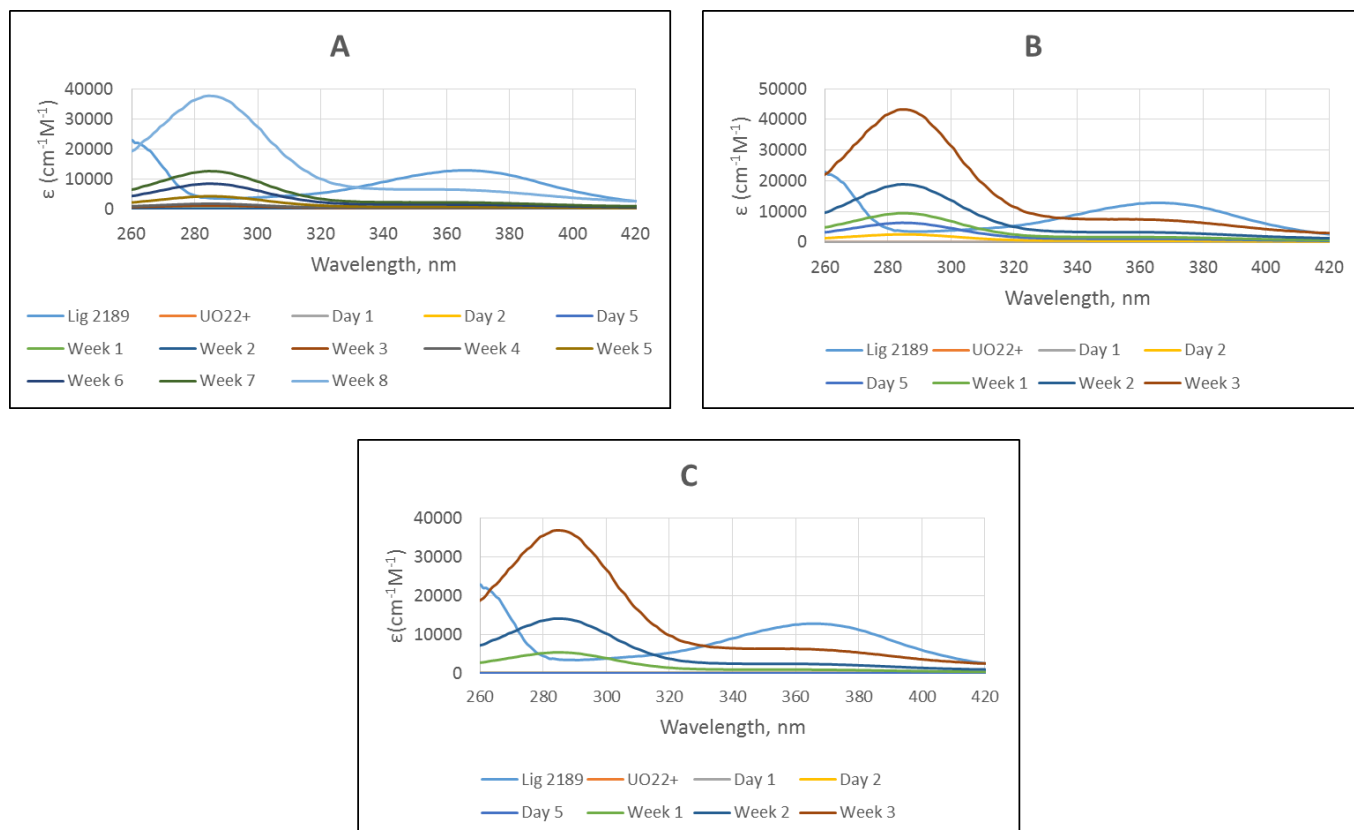 A
ε (cm⁻¹M⁻¹)
40000
30000
20000
10000
0
260 280 300 320 340 360 380 400 420
Wavelength, nm
Lig 2189 UO22+ Day 1 Day 2 Day 5
Week 1 Week 2 Week 3 Week 4 Week 5
Week 6 Week 7 Week 8
B
ε (cm⁻¹M⁻¹)
50000
40000
30000
20000
10000
0
260 280 300 320 340 360 380 400 420
Wavelength, nm
Lig 2189 UO22+ Day 1 Day 2
Day 5 Week 1 Week 2 Week 3
C
ε(cm⁻¹M⁻¹)
40000
30000
20000
10000
0
260 280 300 320 340 360 380 400 420
Wavelength, nm
Lig 2189 UO22+ Day 1 Day 2
Day 5 Week 1 Week 2 Week 3